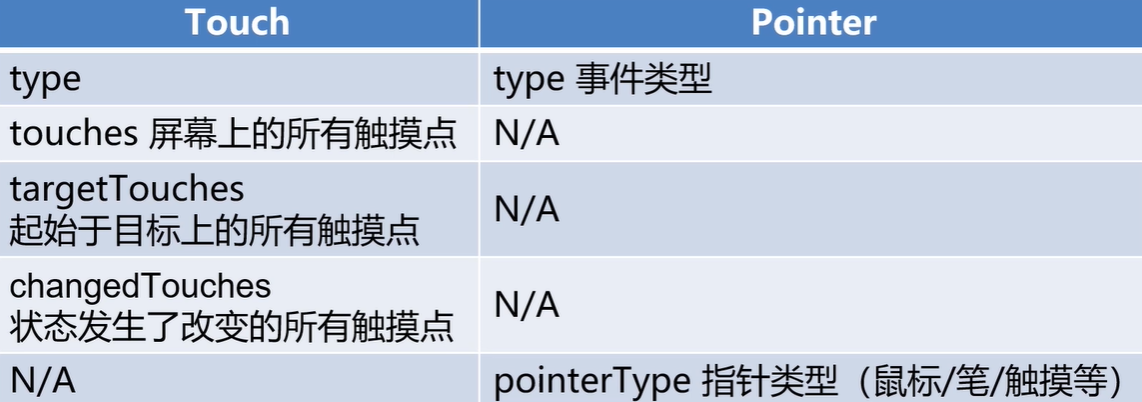 Touch
Pointer
type
type 事件类型
touches 屏幕上的所有触摸点
N/A
targetTouches
起始于目标上的所有触摸点
N/A
changedTouches
状态发生了改变的所有触摸点
N/A
N/A
pointerType 指针类型（鼠标/笔/触摸等）